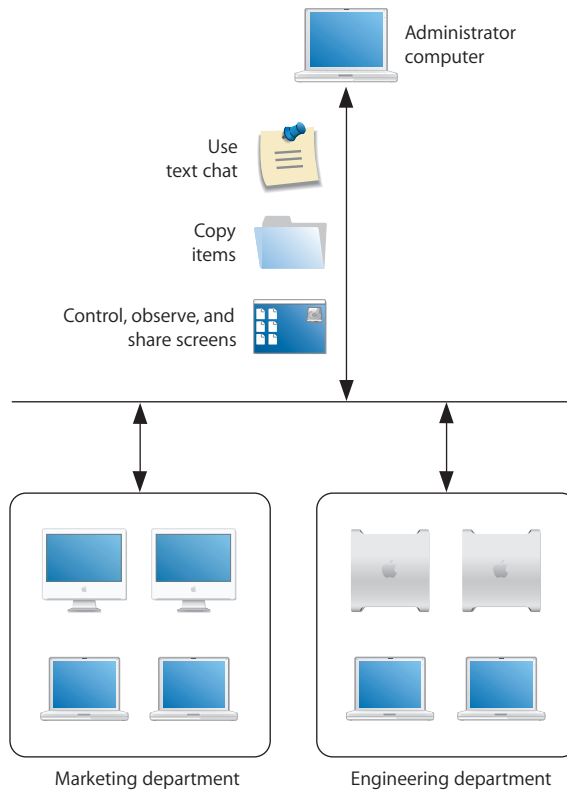 Administrator
computer
Use
text chat
Copy
items
Control, observe, and
share screens
Marketing department
Engineering department